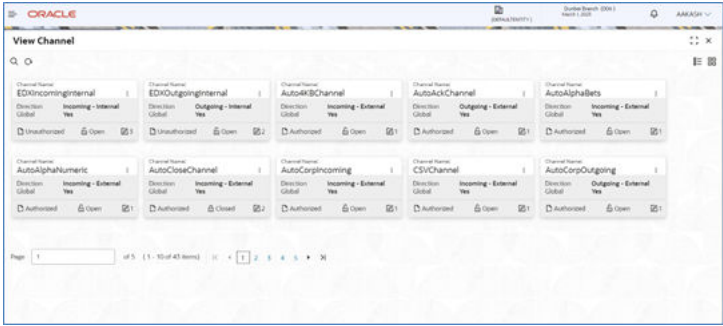 ORACLE
(DEFAULTENTITY)
March 1, 2023
AAKASH
View Channel
Channel Name Channel Name Channel Name Channel Name Channel Name
EDXIncomingInternal EDXOutgoingInternal Auto4KBChannel AutoAckChannel AutoAlphaBets
Direction Incoming - Internal Direction Outgoing - Internal Direction Incoming - External Direction Outgoing - External Direction Incoming - External
Global Yes Global Yes Global Yes Global Yes Global Yes
Unauthorized Open 3 Unauthorized Open 2 Authorized Open 1 Authorized Open 1 Authorized Open 1
Channel Name Channel Name Channel Name Channel Name Channel Name
AutoAlphaNumeric AutoCloseChannel AutoCorpIncoming CSVChannel AutoCorpOutgoing
Direction Incoming - External Direction Incoming - External Direction Incoming - External Direction Incoming - External Direction Outgoing - External
Global Yes Global Yes Global Yes Global Yes Global Yes
Authorized Open 1 Authorized Closed 2 Authorized Open 1 Authorized Open 1 Authorized Open 1
Page 1 of 5 (1 - 10 of 43 items) 1 2 3 4 5